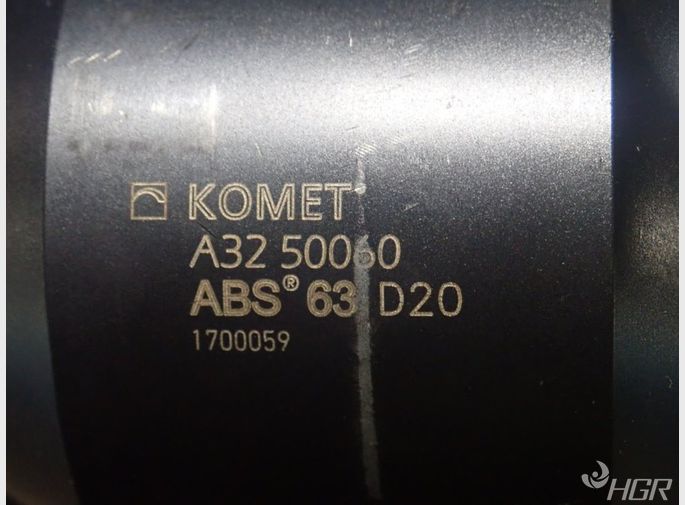 KOMET
A32 50060
ABS® 63 D20
1700059
HGR